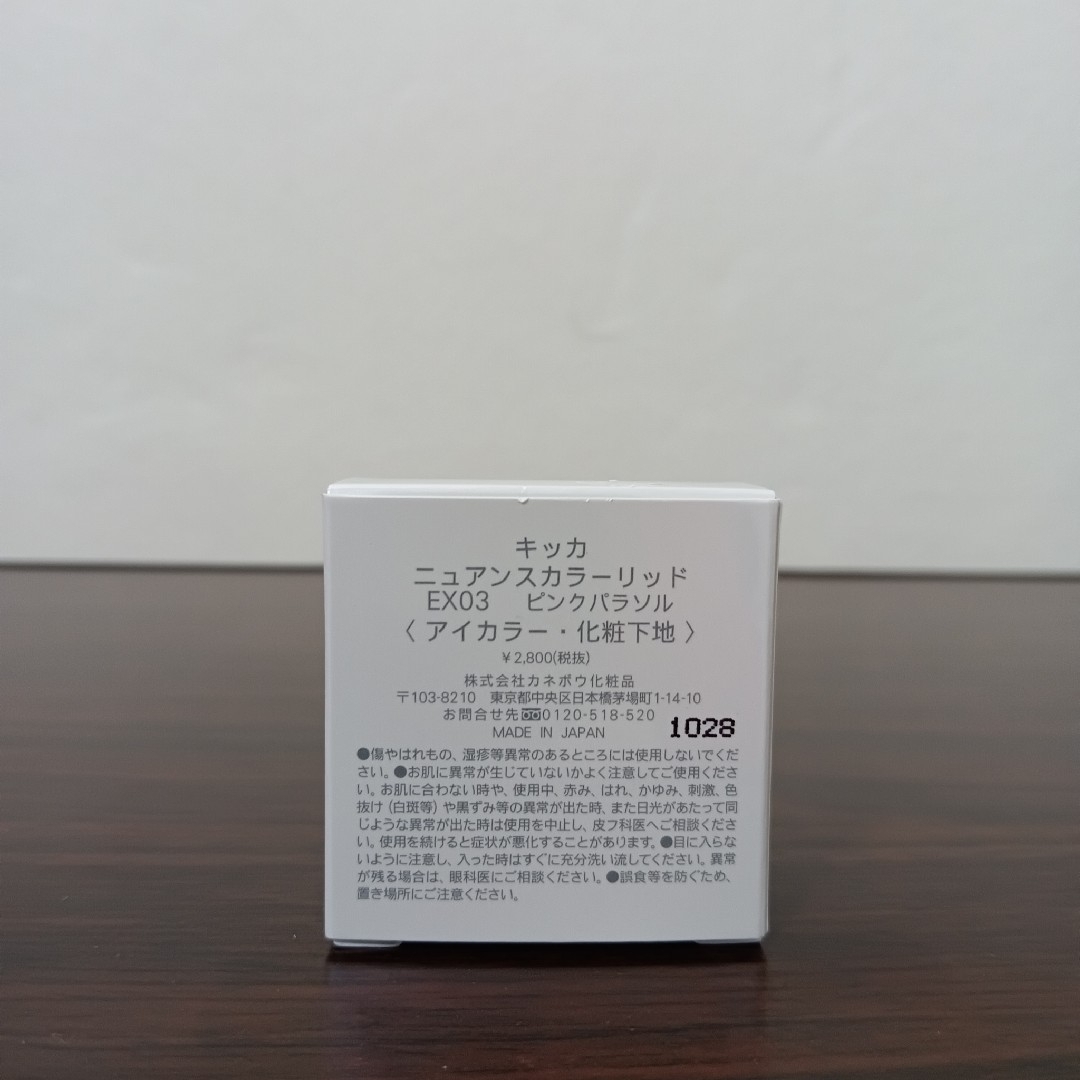 キッカ
ニュアンスカラーリッド
EX03 ピンクパラソル
〈 アイカラー・化粧下地 〉
¥2,800(税抜)
株式会社カネボウ化粧品
〒103-8210 東京都中央区日本橋茅場町1-14-10
お問合せ先0120-518-520
MADE IN JAPAN
1028
●傷やはれもの、湿疹等異常のあるところには使用しないでくだ
さい。●お肌に異常が生じていないかよく注意してご使用くださ
い。お肌に合わない時や、使用中、赤み、はれ、かゆみ、刺激、色
抜け(白斑等)や黒ずみ等の異常が出た時、また日光があたって同
じような異常が出た時は使用を中止し、皮フ科医へご相談くださ
い。使用を続けると症状が悪化することがあります。●目に入らな
いように注意し、入った時はすぐに充分洗い流してください。異常
が残る場合は、眼科医にご相談ください。●誤食等を防ぐため、
置き場所にご注意ください。